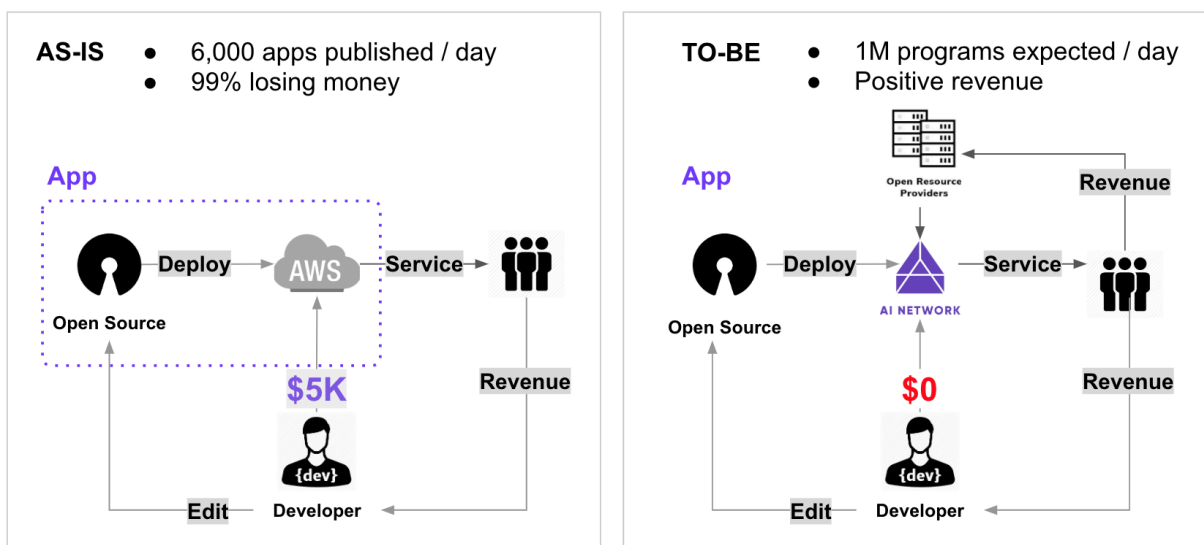 AS-IS
● 6,000 apps published / day
● 99% losing money
App
Deploy
AWS
Service
Open Source
$5K
Revenue
{dev}
Edit
Developer
TO-BE
● 1M programs expected / day
● Positive revenue
App
Open Resource
Providers
Revenue
Deploy
Service
AI NETWORK
Open Source
$0
Revenue
{dev}
Edit
Developer